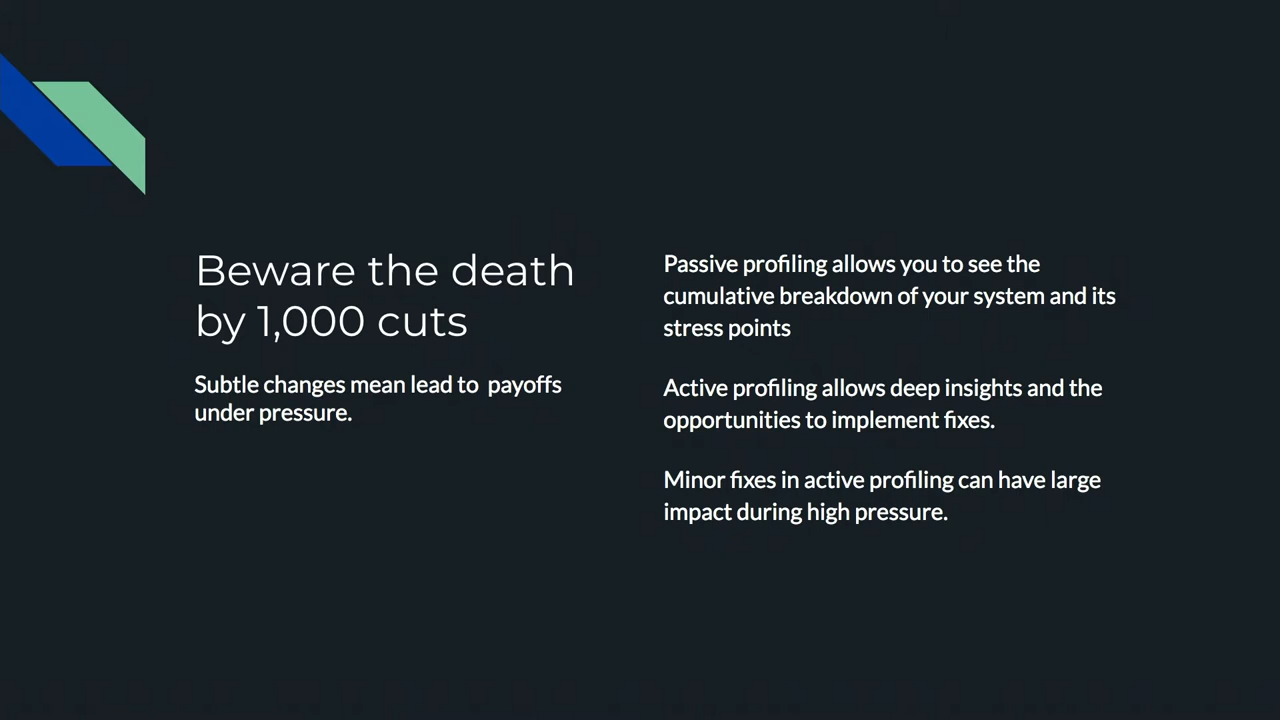 Beware the death
by 1,000 cuts
Subtle changes mean lead to  payoffs
under pressure.
Passive profiling allows you to see the
cumulative breakdown of your system and its
stress points
Active profiling allows deep insights and the
opportunities to implement fixes.
Minor fixes in active profiling can have large
impact during high pressure.